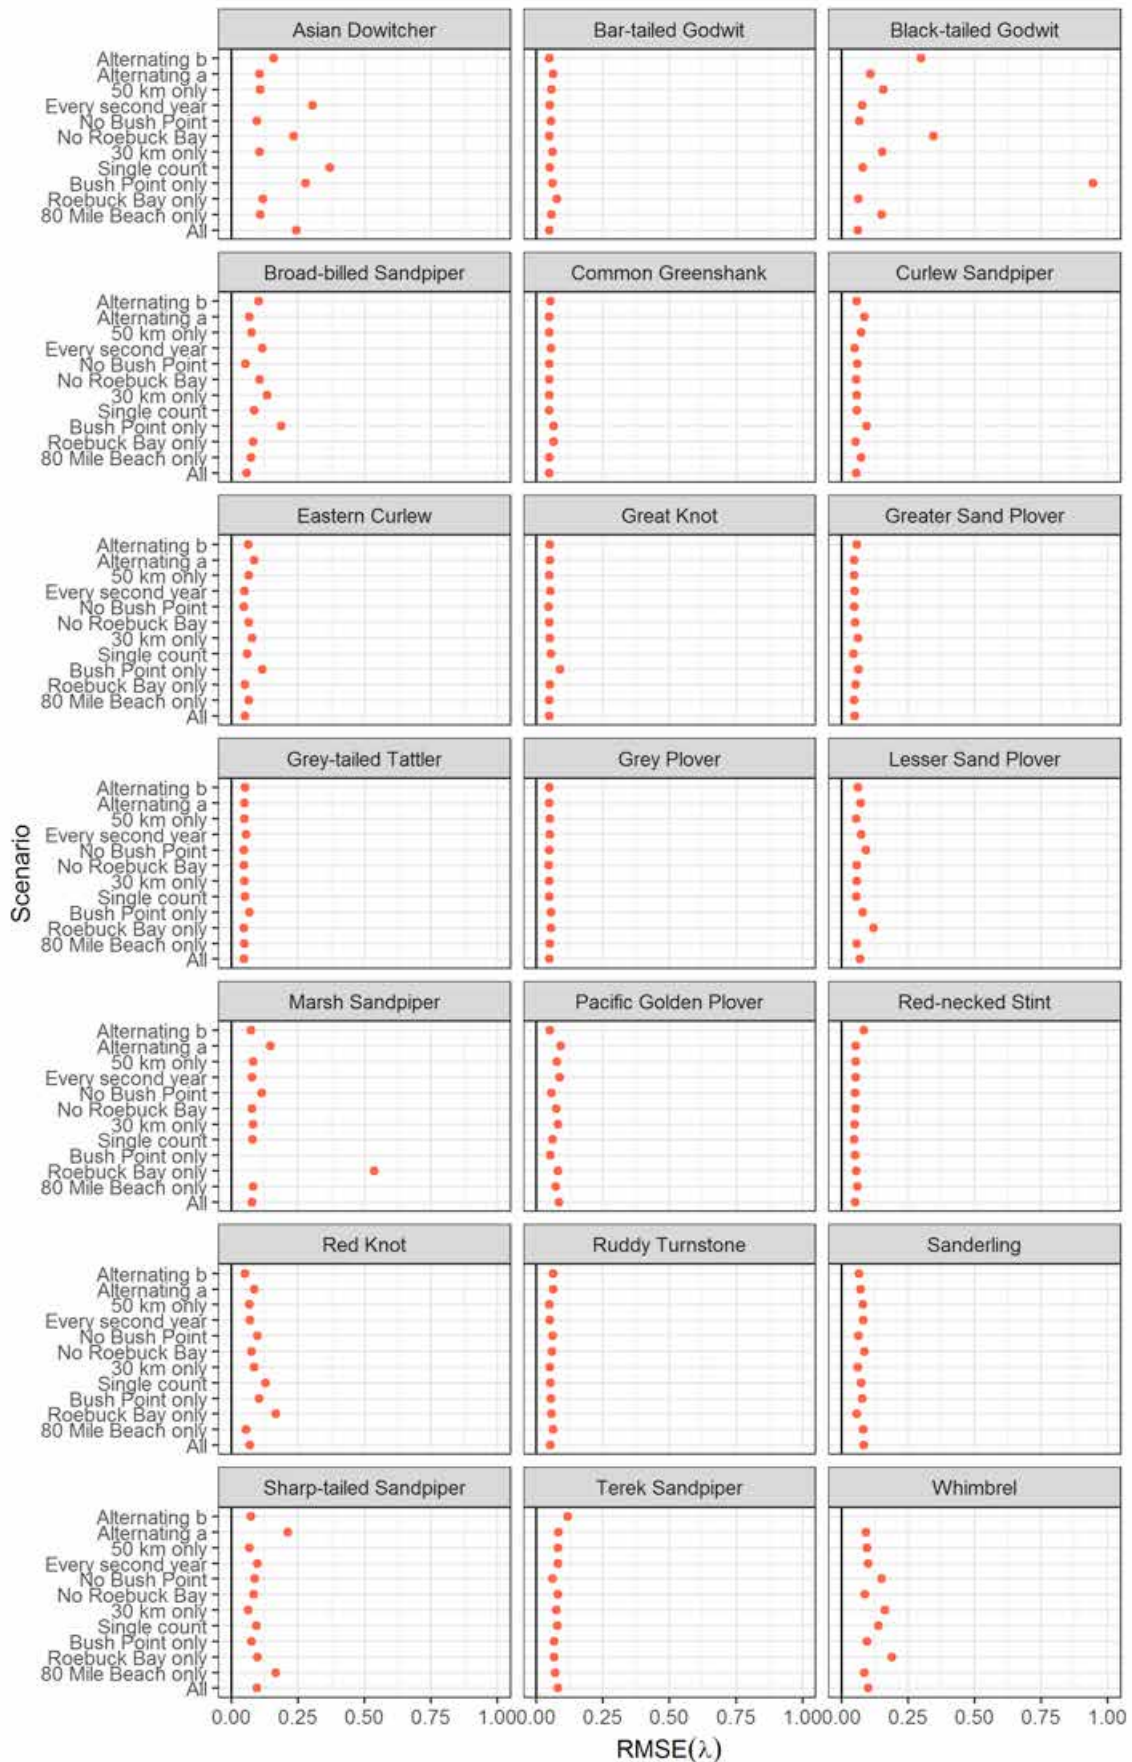 Asian Dowitcher Bar-tailed Godwit Black-tailed Godwit
Alternating b
Alternating a
50 km only
Every second year
No Bush Point
No Roebuck Bay
30 km only
Single count
Bush Point only
Roebuck Bay only
80 Mile Beach only
All
Broad-billed Sandpiper Common Greenshank Curlew Sandpiper
Alternating b
Alternating a
50 km only
Every second year
No Bush Point
No Roebuck Bay
30 km only
Single count
Bush Point only
Roebuck Bay only
80 Mile Beach only
All
Eastern Curlew Great Knot Greater Sand Plover
Alternating b
Alternating a
50 km only
Every second year
No Bush Point
No Roebuck Bay
30 km only
Single count
Bush Point only
Roebuck Bay only
80 Mile Beach only
All
Scenario
Grey-tailed Tattler Grey Plover Lesser Sand Plover
Alternating b
Alternating a
50 km only
Every second year
No Bush Point
No Roebuck Bay
30 km only
Single count
Bush Point only
Roebuck Bay only
80 Mile Beach only
All
Marsh Sandpiper Pacific Golden Plover Red-necked Stint
Alternating b
Alternating a
50 km only
Every second year
No Bush Point
No Roebuck Bay
30 km only
Single count
Bush Point only
Roebuck Bay only
80 Mile Beach only
All
Red Knot Ruddy Turnstone Sanderling
Alternating b
Alternating a
50 km only
Every second year
No Bush Point
No Roebuck Bay
30 km only
Single count
Bush Point only
Roebuck Bay only
80 Mile Beach only
All
Sharp-tailed Sandpiper Terek Sandpiper Whimbrel
Alternating b
Alternating a
50 km only
Every second year
No Bush Point
No Roebuck Bay
30 km only
Single count
Bush Point only
Roebuck Bay only
80 Mile Beach only
All
0.00 0.25 0.50 0.75 1.00 0.00 0.25 0.50 0.75 1.00 0.00 0.25 0.50 0.75 1.00
RMSE(λ)